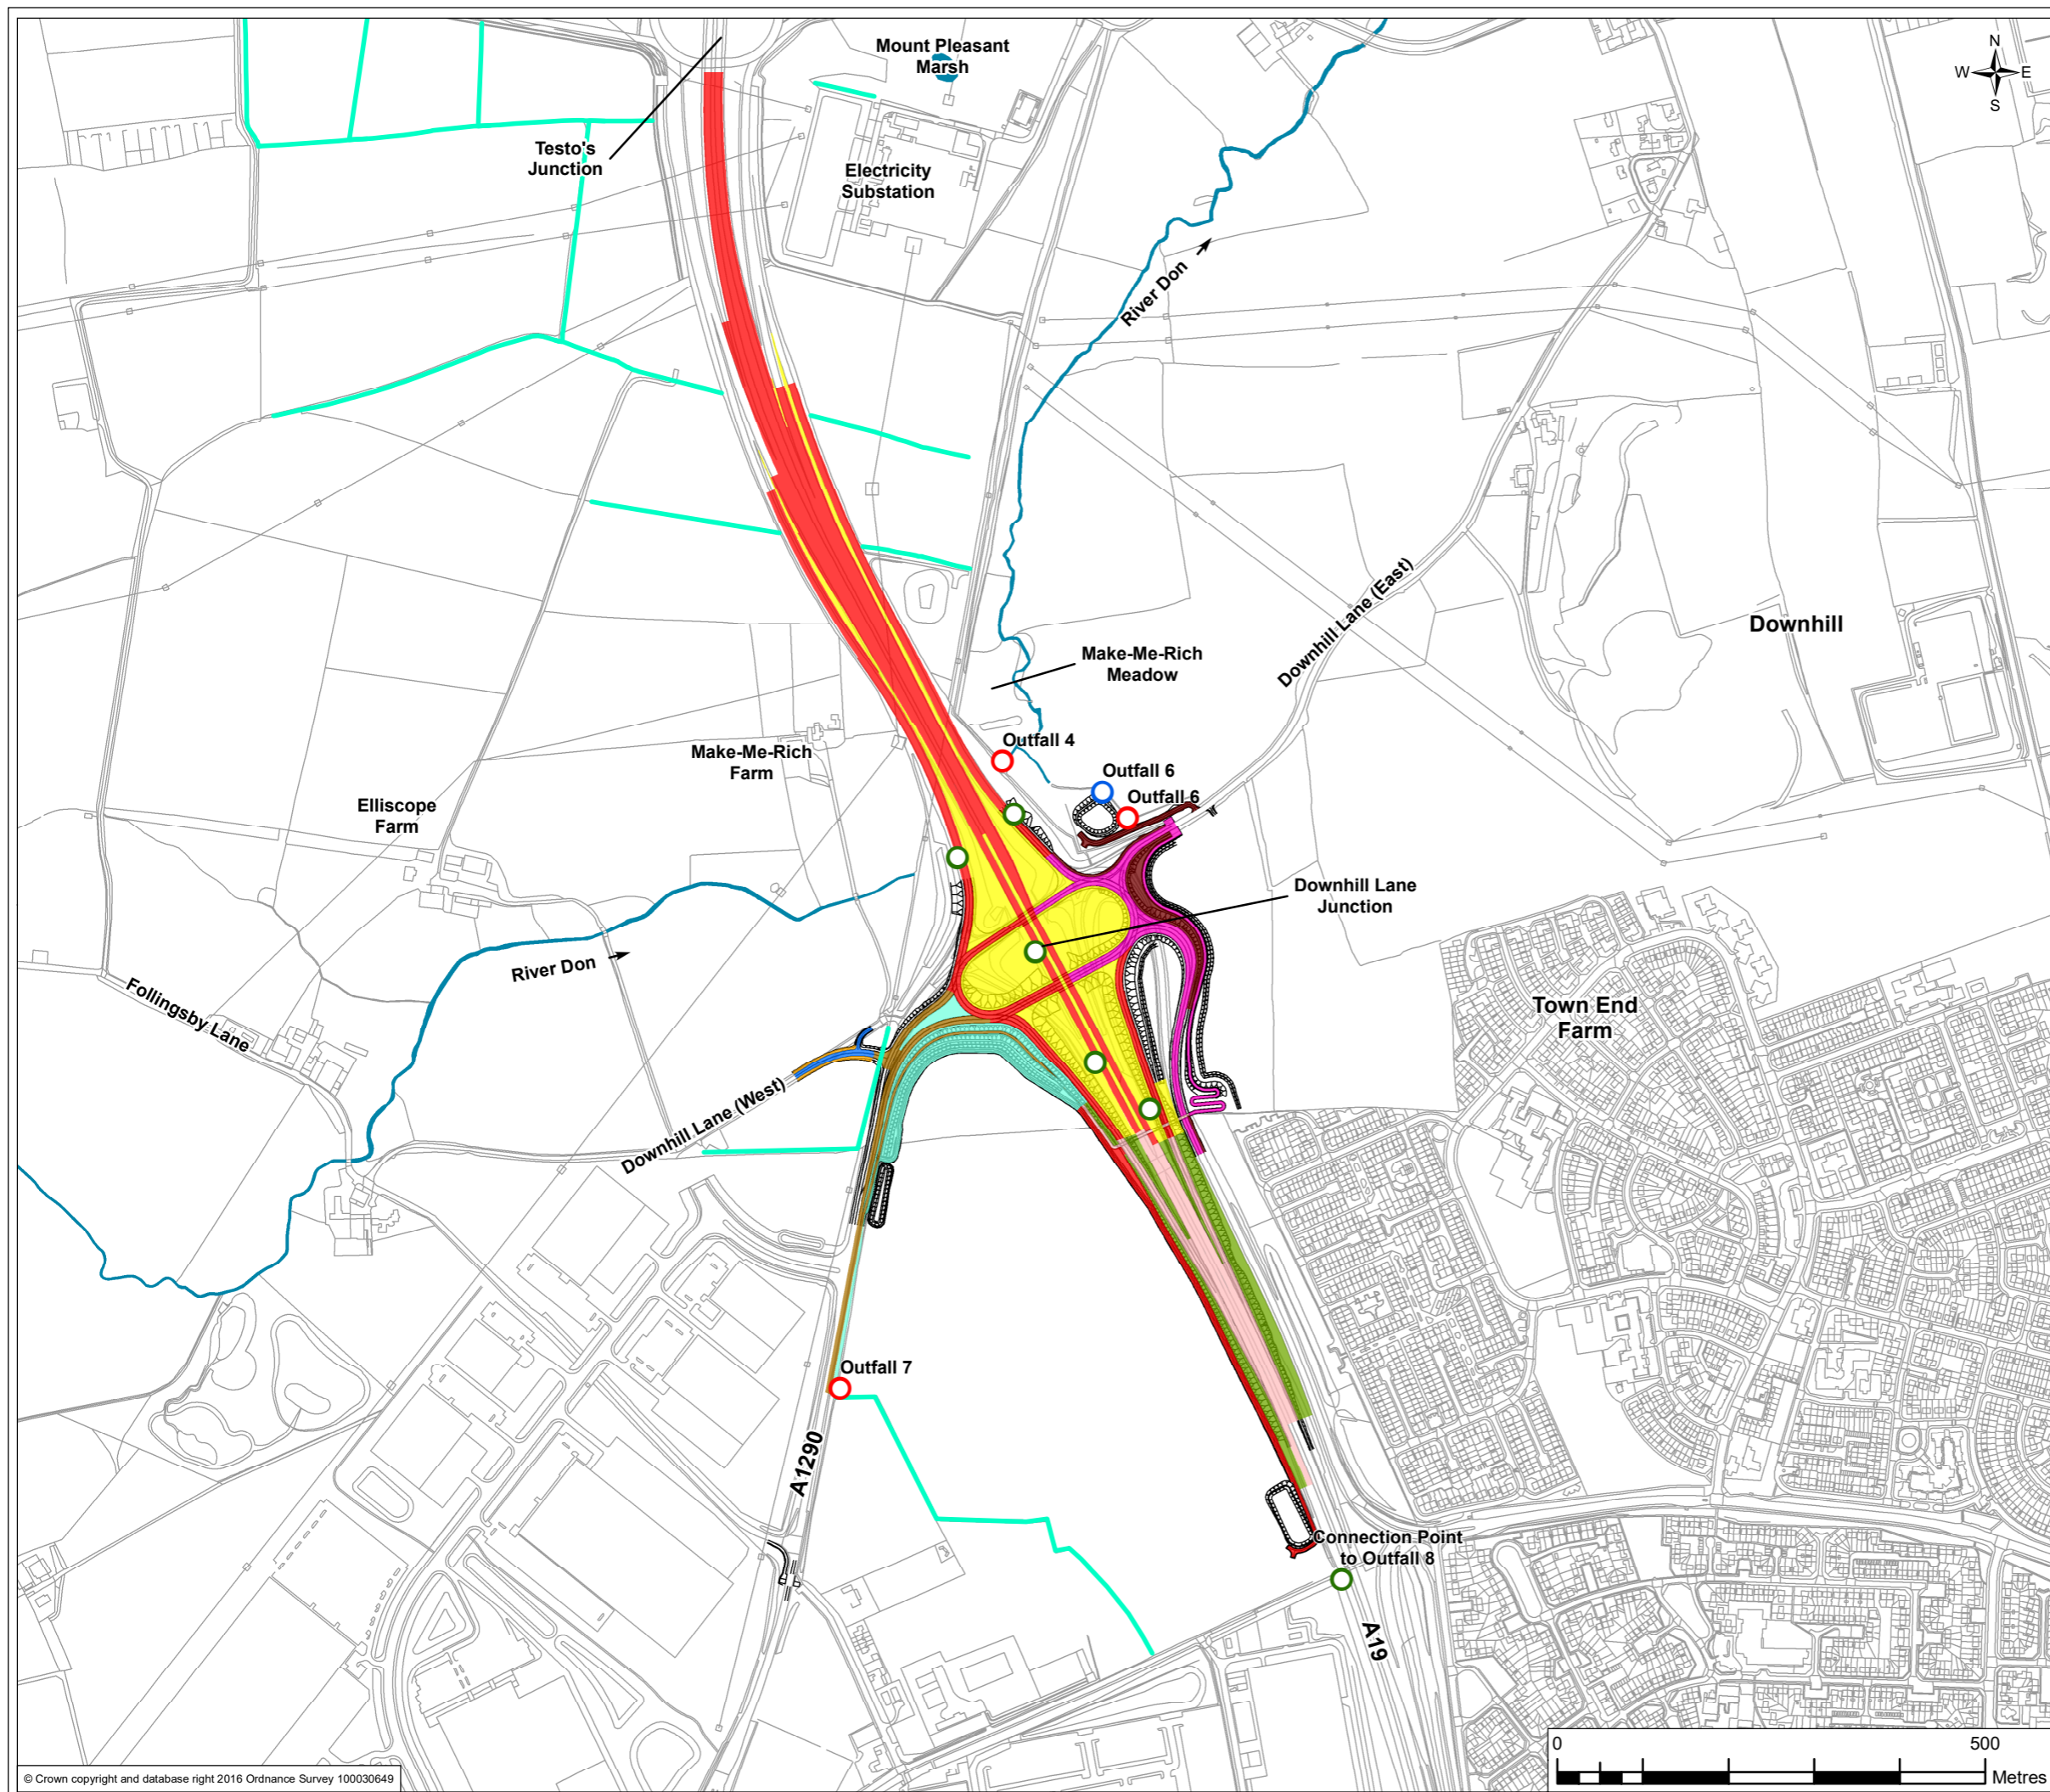 Mount Pleasant
Marsh
N
W E
S
Testo's
Junction
Electricity
Substation
River Don
Downhill Lane (East)
Downhill
Make-Me-Rich
Meadow
Outfall 4
Make-Me-Rich
Farm
Outfall 6
Outfall 6
Elliscope
Farm
Downhill Lane
Junction
River Don
Follingsby Lane
Town End
Farm
Downhill Lane (West)
Outfall 7
A1290
Connection Point
to Outfall 8
A19
0 500
Metres
© Crown copyright and database right 2016 Ordnance Survey 100030649